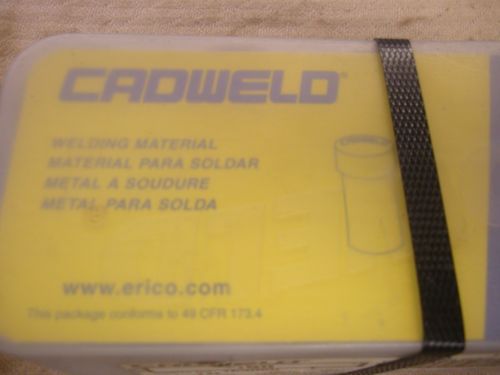 CADWELD®
WELDING MATERIAL
MATERIAL PARA SOLDAR
METAL A SOUDURE
METAL PARA SOLDA
www.erico.com
This package conforms to 49 CFR 173.4
CADWELD